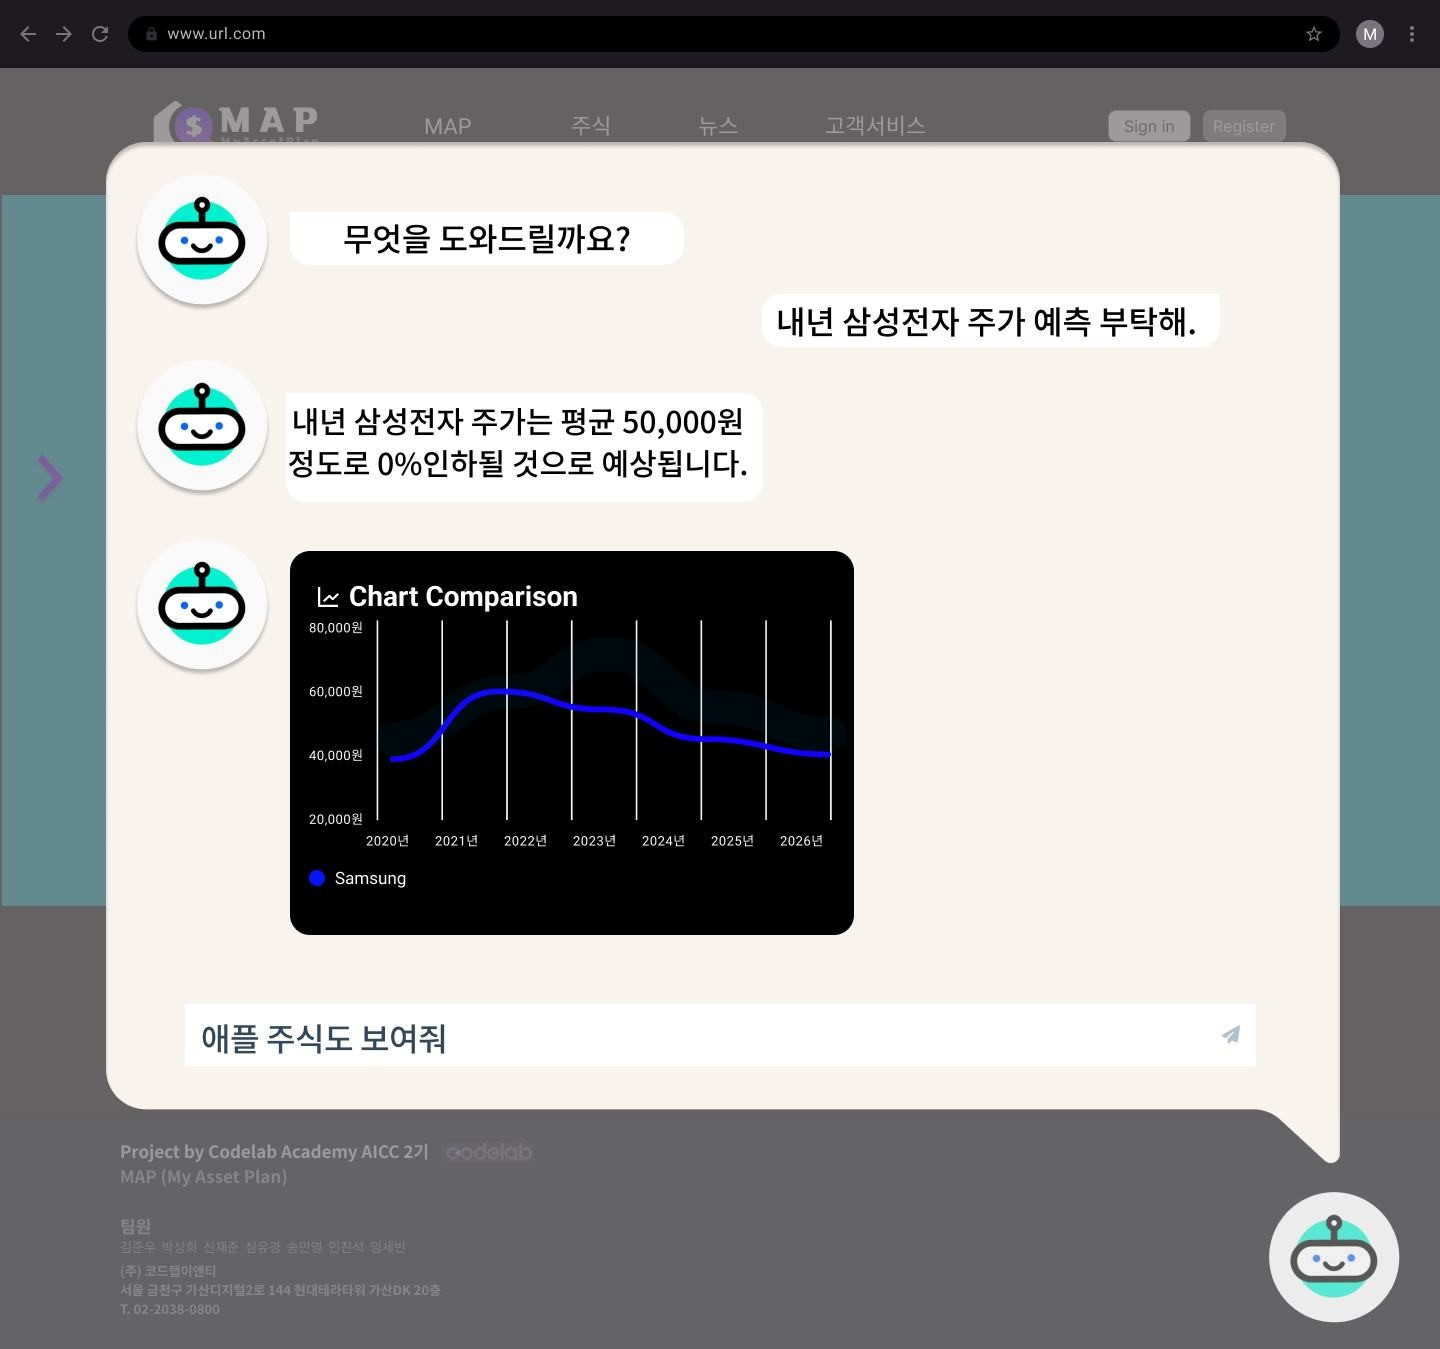 www.url.com
M
MAP
MyAssetPlan
MAP
주식
뉴스
고객서비스
Sign in
Register
무엇을 도와드릴까요?
내년 삼성전자 주가 예측 부탁해.
내년 삼성전자 주가는 평균 50,000원
정도로 0%인하될 것으로 예상됩니다.
Chart Comparison
80,000원
60,000원
40,000원
20,000원
2020년
2021년
2022년
2023년
2024년
2025년
2026년
Samsung
애플 주식도 보여줘
Project by Codelab Academy AICC 2기
codelab
MAP (My Asset Plan)
팀원
김준우 박상희 신재준 심유경 송민영 인진석 임세빈
(주) 코드랩이앤티
서울 금천구 가산디지털2로 144 현대테라타워 가산DK 20층
T. 02-2038-0800